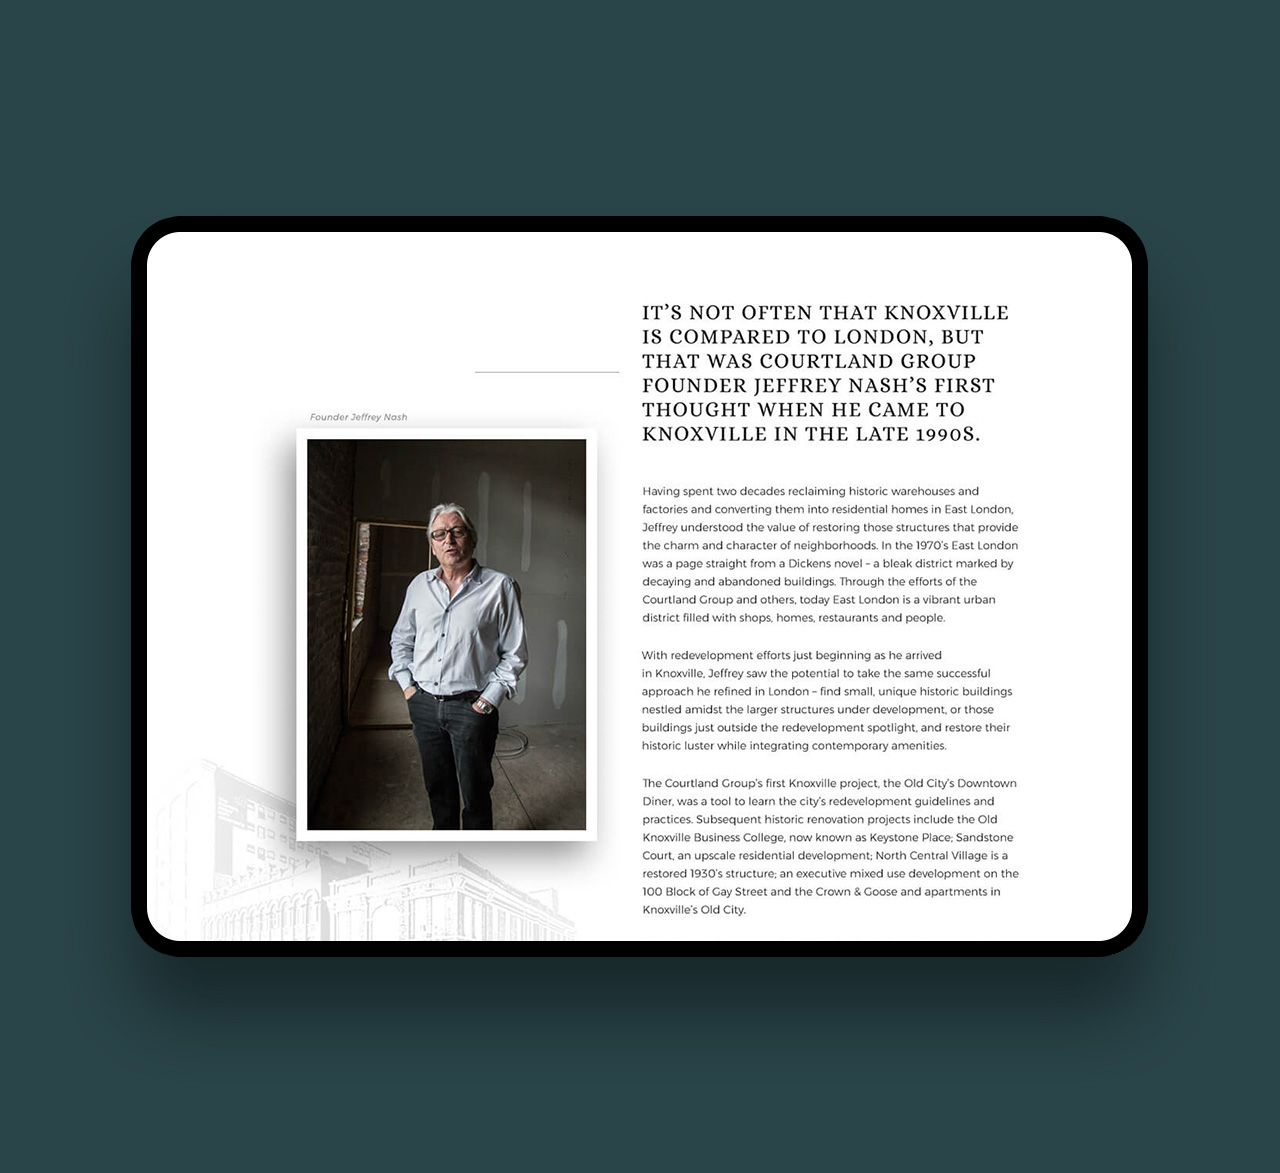 IT’S NOT OFTEN THAT KNOXVILLE
IS COMPARED TO LONDON, BUT
THAT WAS COURTLAND GROUP
FOUNDER JEFFREY NASH’S FIRST
THOUGHT WHEN HE CAME TO
KNOXVILLE IN THE LATE 1990S.
Founder Jeffrey Nash
Having spent two decades reclaiming historic warehouses and
factories and converting them into residential homes in East London,
Jeffrey understood the value of restoring those structures that provide
the charm and character of neighborhoods. In the 1970’s East London
was a page straight from a Dickens novel – a bleak district marked by
decaying and abandoned buildings. Through the efforts of the
Courtland Group and others, today East London is a vibrant urban
district filled with shops, homes, restaurants and people.
With redevelopment efforts just beginning as he arrived
in Knoxville, Jeffrey saw the potential to take the same successful
approach he refined in London – find small, unique historic buildings
nestled amidst the larger structures under development, or those
buildings just outside the redevelopment spotlight, and restore their
historic luster while integrating contemporary amenities.
The Courtland Group’s first Knoxville project, the Old City’s Downtown
Diner, was a tool to learn the city’s redevelopment guidelines and
practices. Subsequent historic renovation projects include the Old
Knoxville Business College, now known as Keystone Place; Sandstone
Court, an upscale residential development; North Central Village is a
restored 1930’s structure; an executive mixed use development on the
100 Block of Gay Street and the Crown & Goose and apartments in
Knoxville’s Old City.